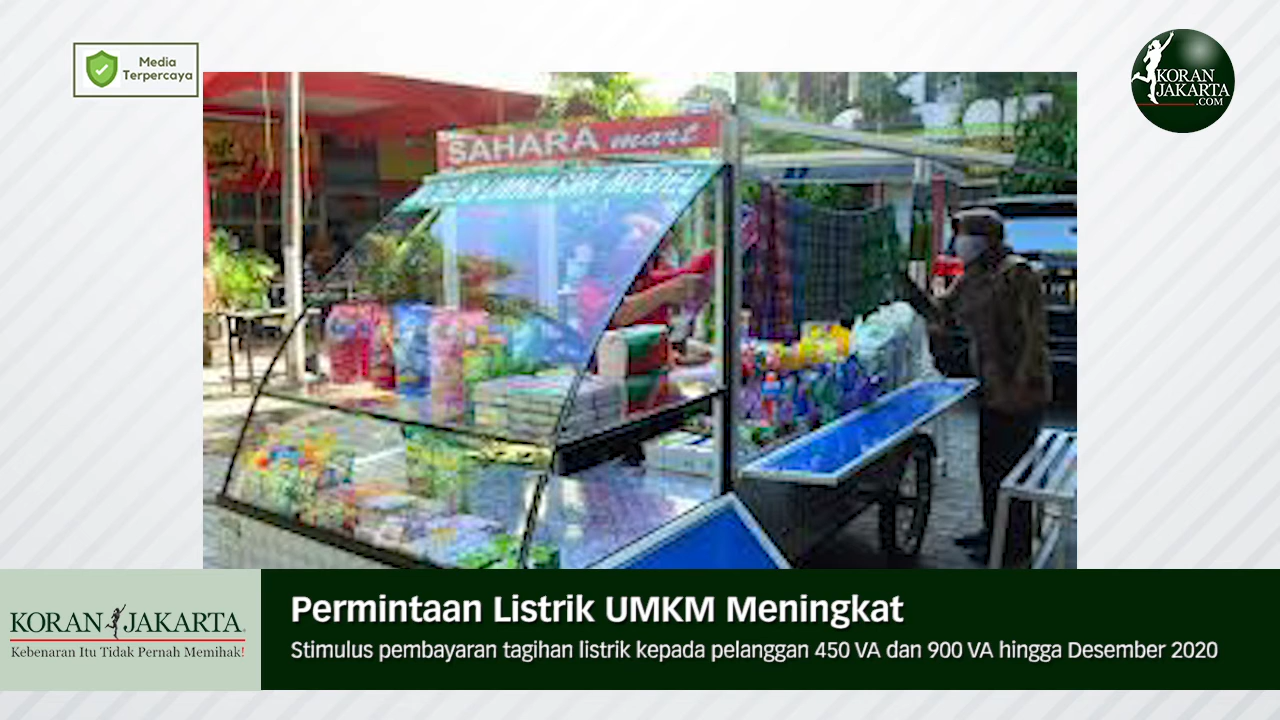 Media
Terpercaya
KORAN
JAKARTA
.COM
SAHARA mart
MODEL
KORAN JAKARTA
Kebenaran Itu Tidak Pernah Memihak!
Permintaan Listrik UMKM Meningkat
Stimulus pembayaran tagihan listrik kepada pelanggan 450 VA dan 900 VA hingga Desember 2020